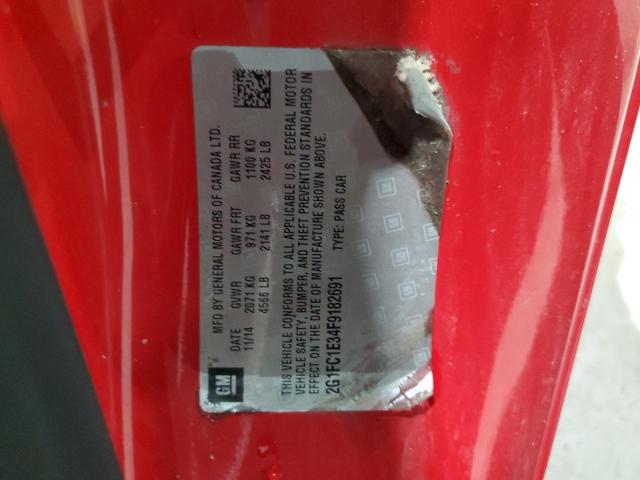 GM
MFD BY GENERAL MOTORS OF CANADA LTD.
DATE GVWR GAWR FRT GAWR RR
11/14 2071 KG 971 KG 1100 KG
4566 LB 2141 LB 2425 LB
THIS VEHICLE CONFORMS TO ALL APPLICABLE U.S. FEDERAL MOTOR
VEHICLE SAFETY, BUMPER, AND THEFT PREVENTION STANDARDS IN
EFFECT ON THE DATE OF MANUFACTURE SHOWN ABOVE.
2G1FC1E34F9182691 TYPE: PASS CAR